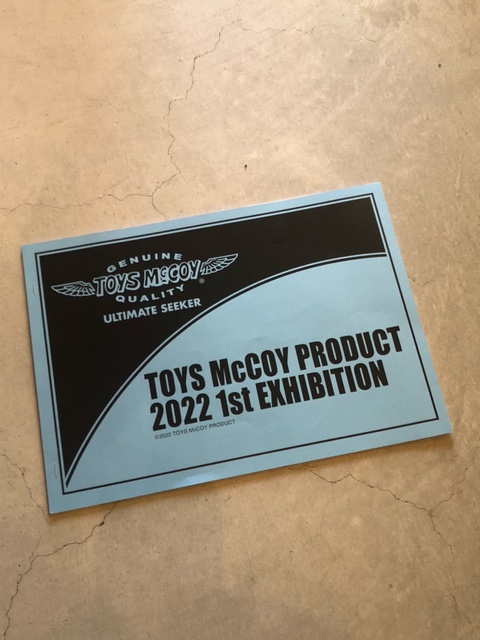 GENUINE
TOYS McCOY
QUALITY ®
ULTIMATE SEEKER
TOYS McCOY PRODUCT
2022 1st EXHIBITION
©2022 TOYS McCOY PRODUCT